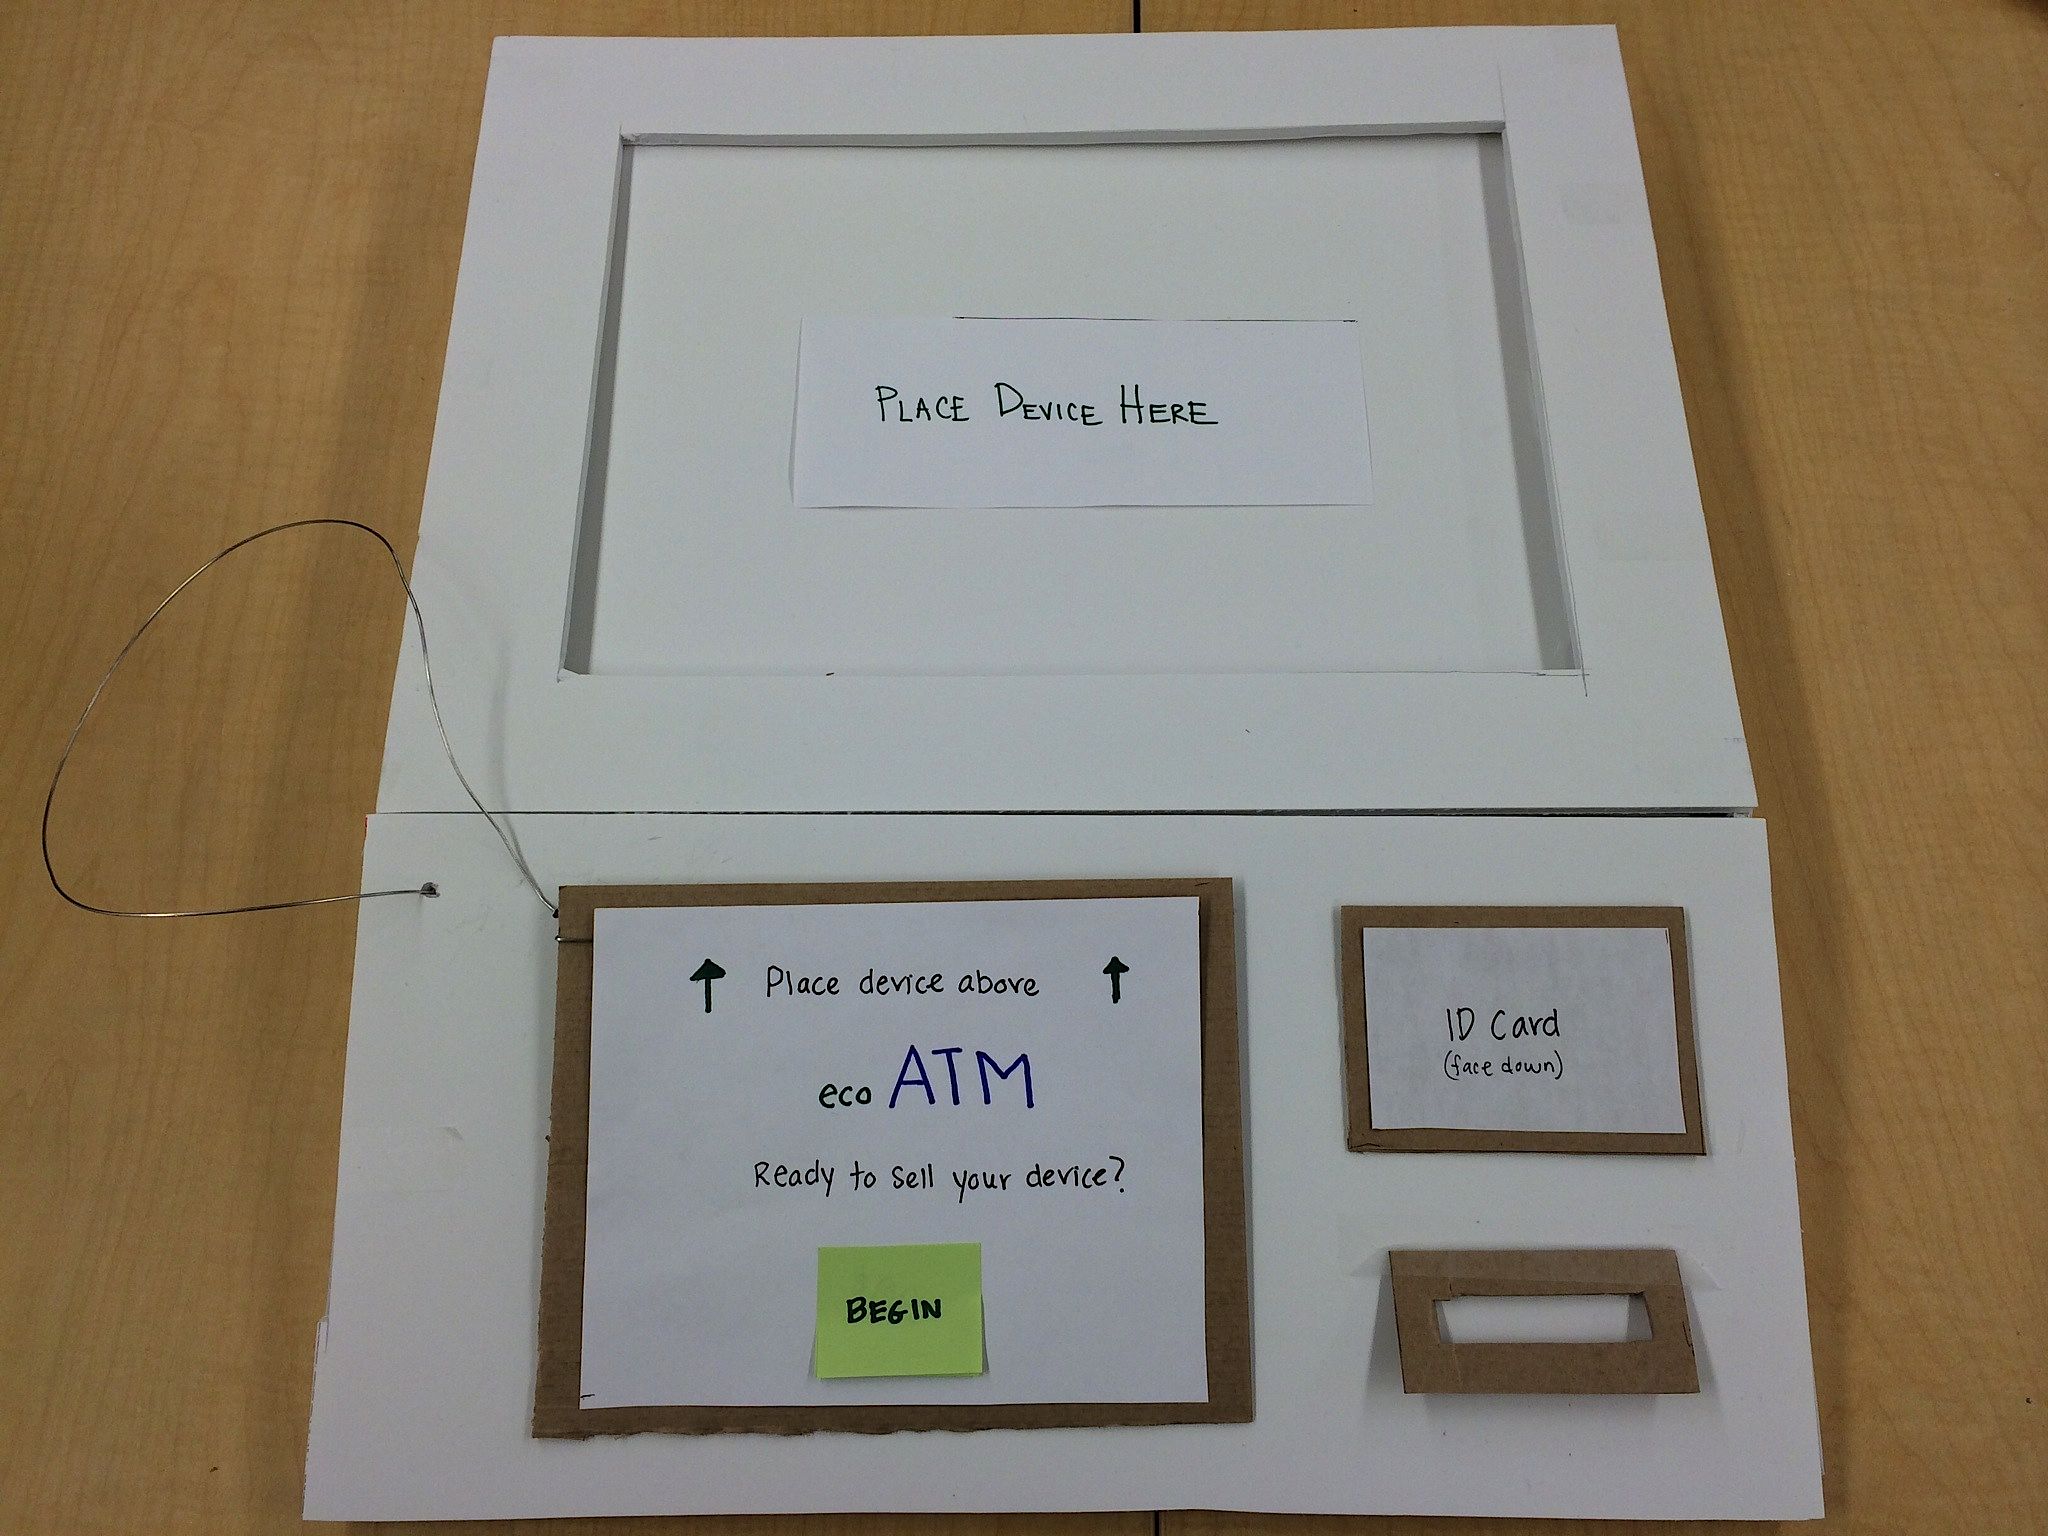 PLACE DEVICE HERE
Place device above
eco ATM
Ready to sell your device?
BEGIN
ID Card
(face down)